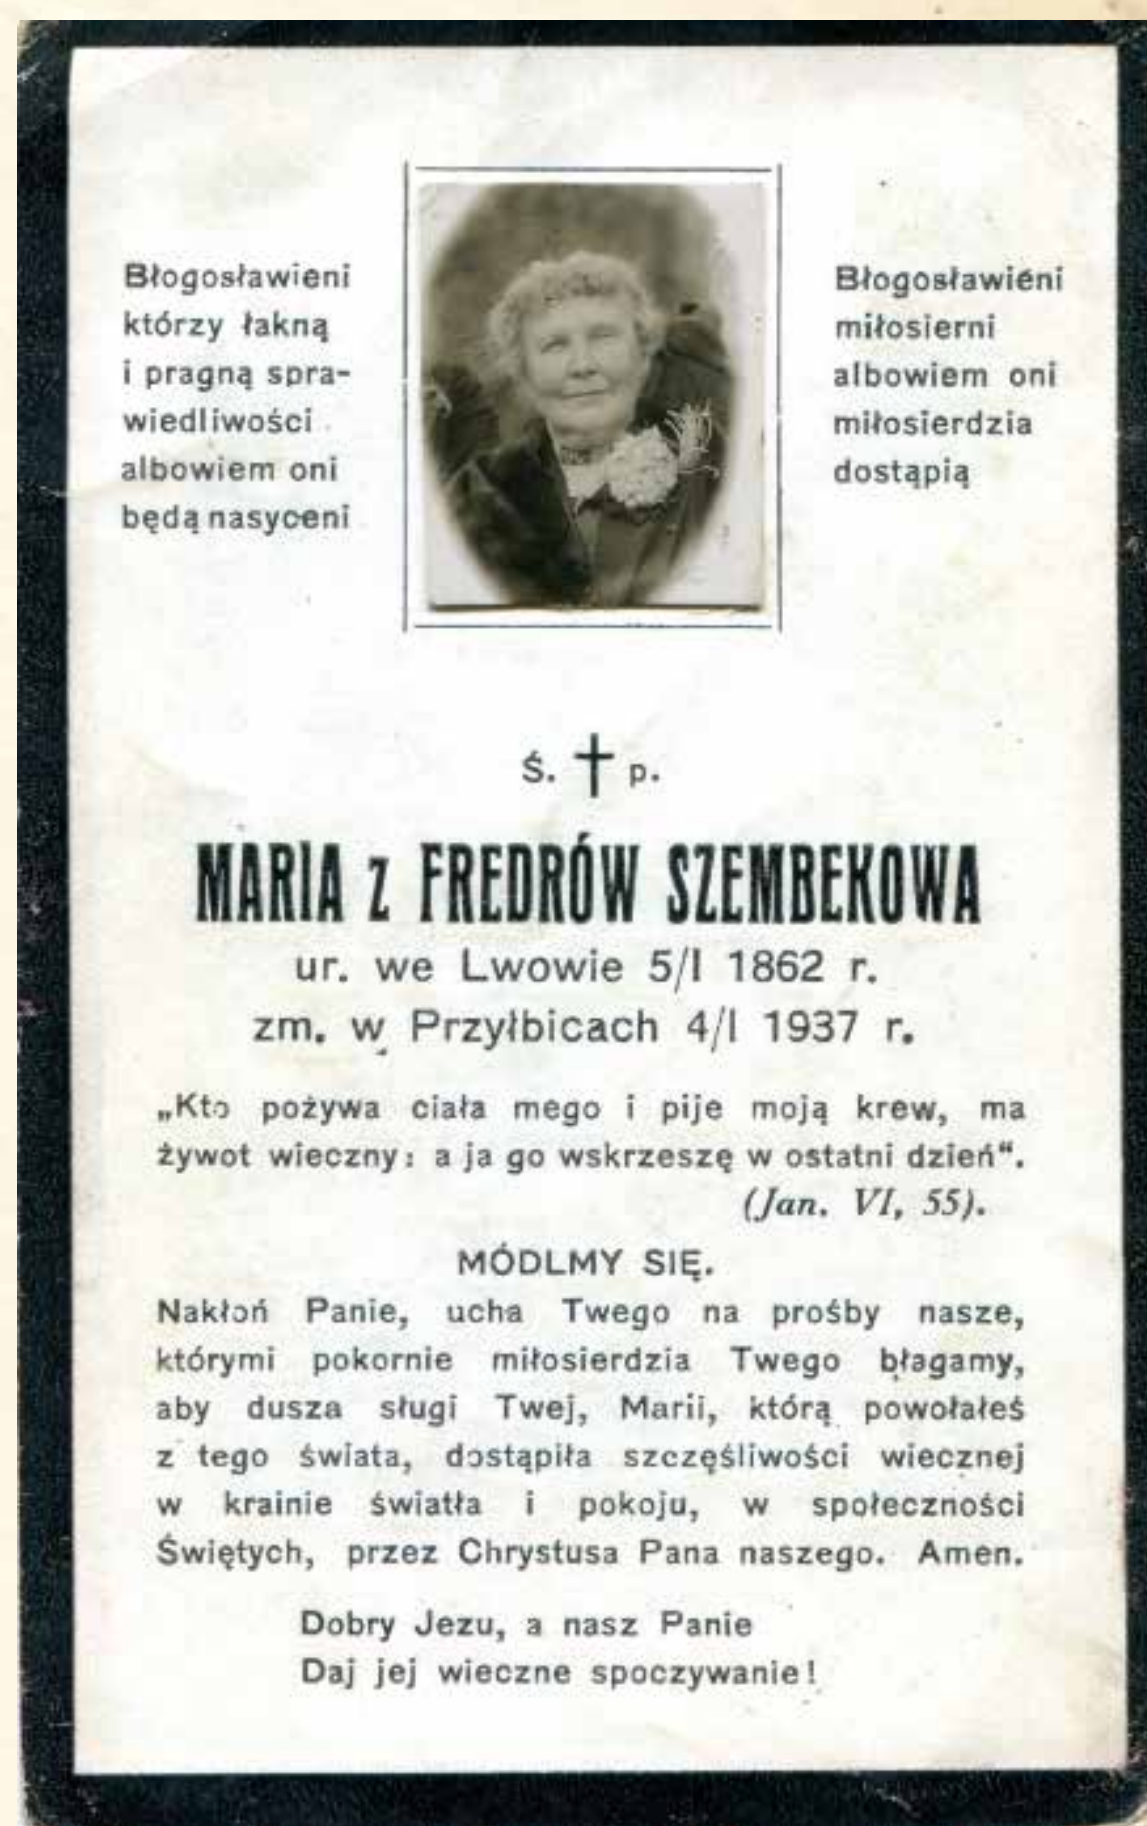 Błogosławieni
którzy łakną
i pragną spra-
wiedliwości
albowiem oni
będą nasyceni
Błogosławiéni
miłosierni
albowiem oni
miłosierdzia
dostąpią
Ś. † p.
MARIA z FREDRÓW SZEMBEKOWA
ur. we Lwowie 5/I 1862 r.
zm. w Przyłbicach 4/I 1937 r.
„Kto pożywa ciała mego i pije moją krew, ma
żywot wieczny: a ja go wskrzeszę w ostatni dzień“.
(Jan. VI, 55).
MÓDLMY SIĘ.
Nakłoń Panie, ucha Twego na prośby nasze,
którymi pokornie miłosierdzia Twego błagamy,
aby dusza sługi Twej, Marii, którą powołałeś
z tego świata, dostąpiła szczęśliwości wiecznej
w krainie światła i pokoju, w społeczności
Świętych, przez Chrystusa Pana naszego. Amen.
Dobry Jezu, a nasz Panie
Daj jej wieczne spoczywanie!